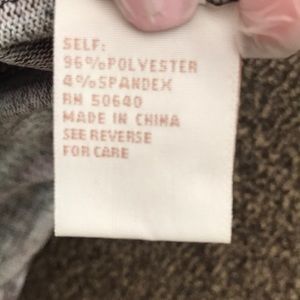 SELF:
96%POLYESTER
4%SPANDEX
RN 50640
MADE IN CHINA
SEE REVERSE
FOR CARE